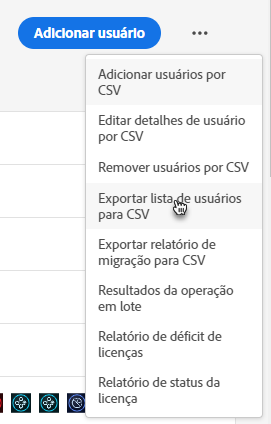 Adicionar usuário
Adicionar usuários por
CSV
Editar detalhes de usuário
por CSV
Remover usuários por CSV
Exportar lista de usuários
para CSV
Exportar relatório de
migração para CSV
Resultados da operação
em lote
Relatório de déficit de
licenças
Relatório de status da
licença